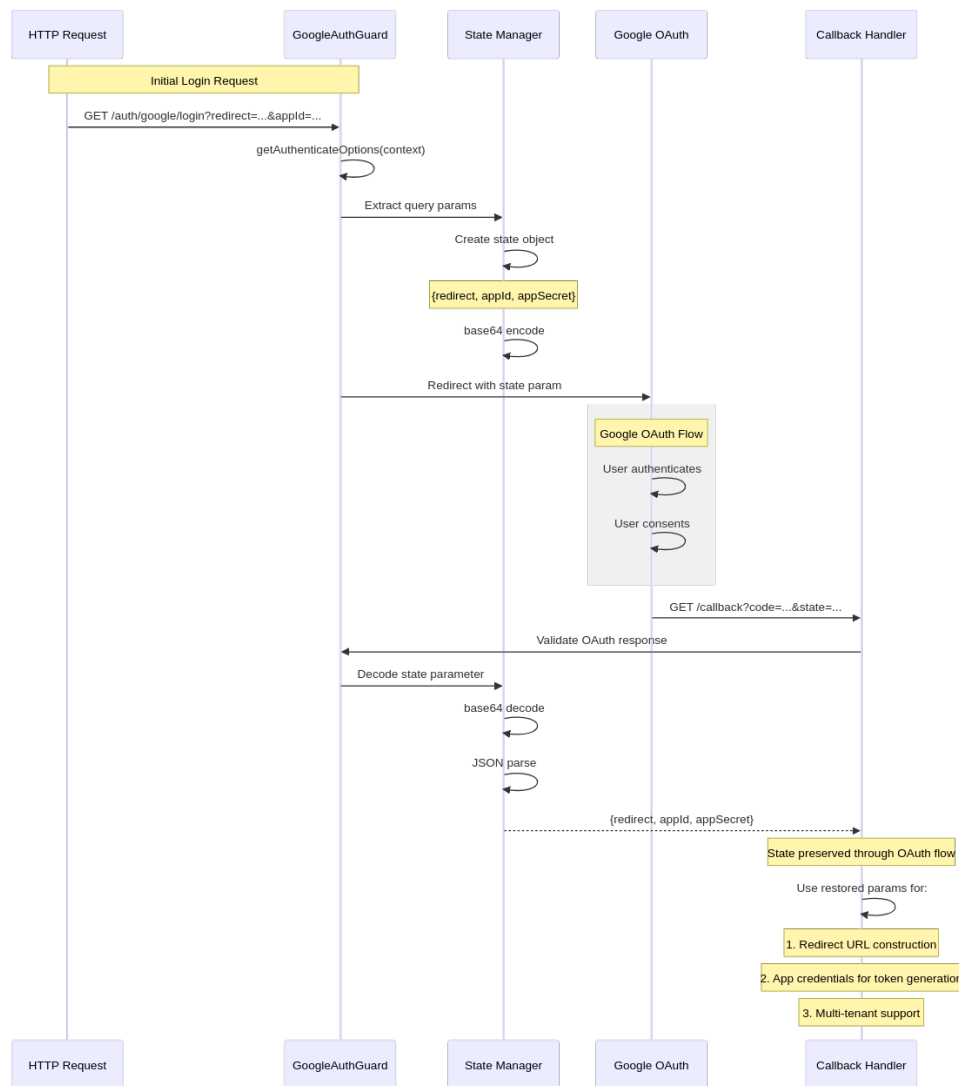 HTTP Request
GoogleAuthGuard
State Manager
Google OAuth
Callback Handler
Initial Login Request
GET /auth/google/login?redirect=...&appId=...
getAuthenticateOptions(context)
Extract query params
Create state object
{redirect, appId, appSecret}
base64 encode
Redirect with state param
Google OAuth Flow
User authenticates
User consents
GET /callback?code=...&state=...
Validate OAuth response
Decode state parameter
base64 decode
JSON parse
{redirect, appId, appSecret}
State preserved through OAuth flow
Use restored params for:
1. Redirect URL construction
2. App credentials for token generation
3. Multi-tenant support
HTTP Request
GoogleAuthGuard
State Manager
Google OAuth
Callback Handler